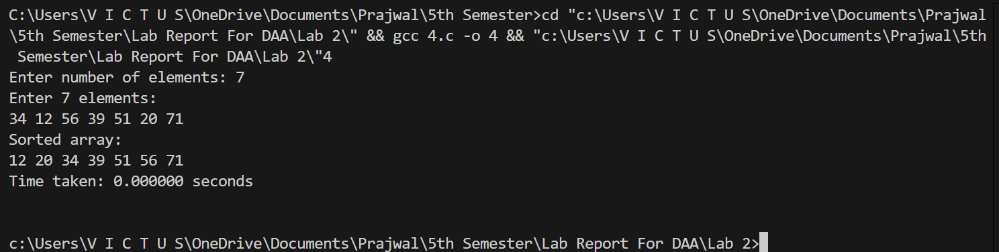 C:\Users\V I C T U S\OneDrive\Documents\Prajwal\5th Semester>cd "c:\Users\V I C T U S\OneDrive\Documents\Prajwal
\5th Semester\Lab Report For DAA\Lab 2\" && gcc 4.c -o 4 && "c:\Users\V I C T U S\OneDrive\Documents\Prajwal\5th
 Semester\Lab Report For DAA\Lab 2\"4
Enter number of elements: 7
Enter 7 elements:
34 12 56 39 51 20 71
Sorted array:
12 20 34 39 51 56 71
Time taken: 0.000000 seconds
c:\Users\V I C T U S\OneDrive\Documents\Prajwal\5th Semester\Lab Report For DAA\Lab 2>